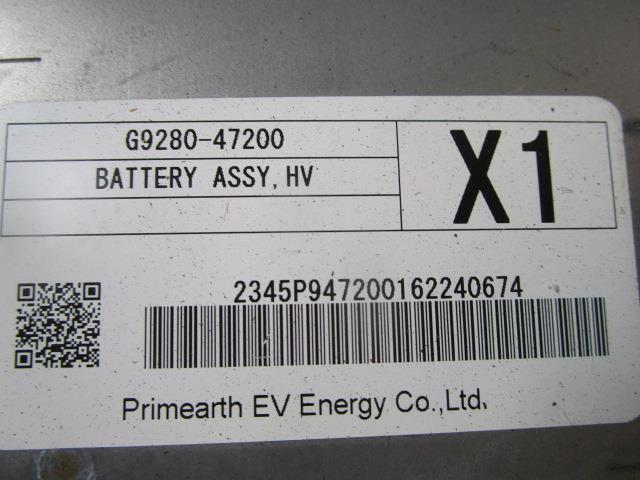 G9280-47200
BATTERY ASSY, HV
X1
2345P947200162240674
Primearth EV Energy Co.,Ltd.